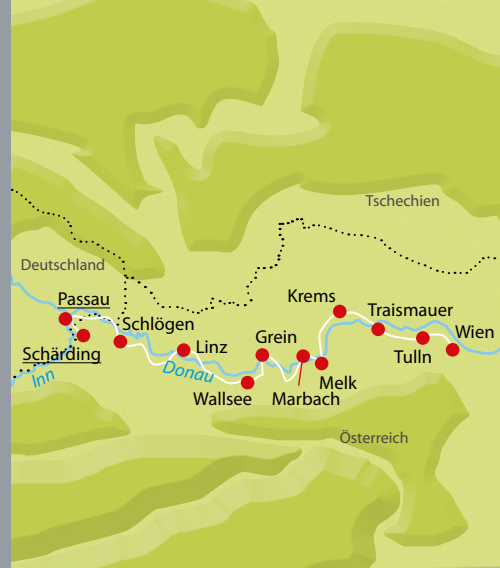 Tschechien
Deutschland
Passau
Krems
Traismauer
Schlögen
Wien
Grein
Linz
Schärding
Tulln
Donau
Inn
Melk
Wallsee
Marbach
Österreich